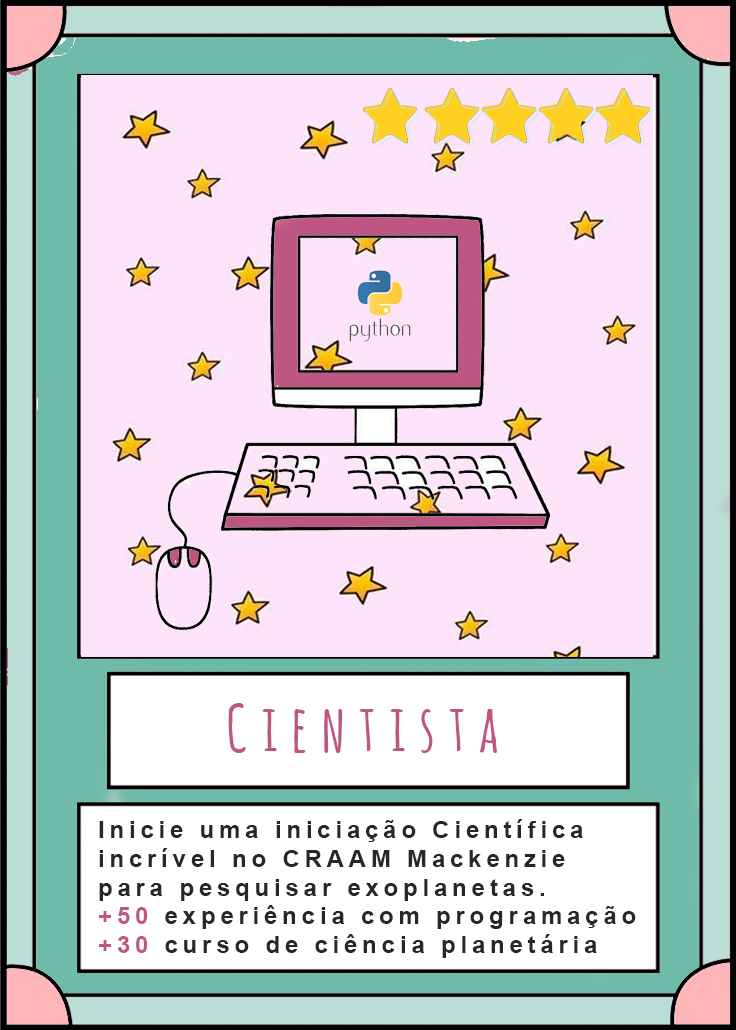 python
Cientista
Inicie uma iniciação Científica
incrível no CRAAM Mackenzie
para pesquisar exoplanetas.
+50 experiência com programação
+30 curso de ciência planetária